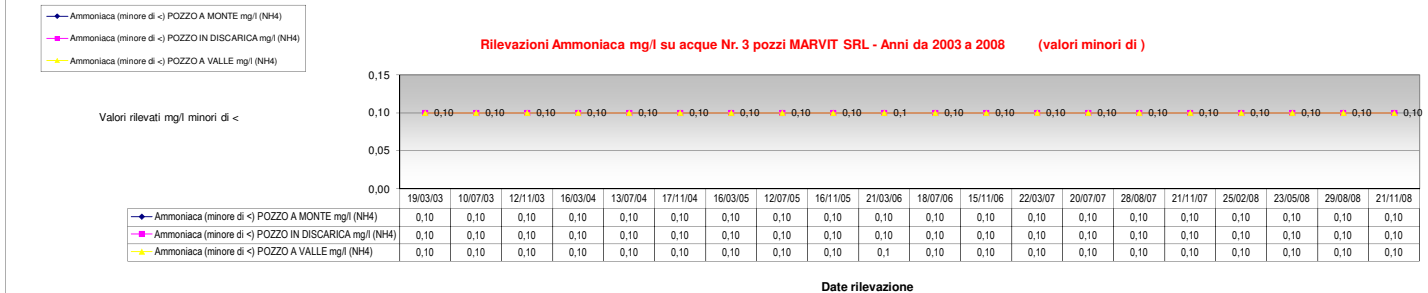 Ammoniaca (minore di <) POZZO A MONTE mg/l (NH4)
Ammoniaca (minore di <) POZZO IN DISCARICA mg/l (NH4)
Ammoniaca (minore di <) POZZO A VALLE mg/l (NH4)
Rilevazioni Ammoniaca mg/l su acque Nr. 3 pozzi MARVIT SRL - Anni da 2003 a 2008 (valori minori di )
Valori rilevati mg/l minori di <
0,15
0,10
0,05
0,00
0,10 0,10 0,10 0,10 0,10 0,10 0,10 0,10 0,10 0,1 0,10 0,10 0,10 0,10 0,10 0,10 0,10 0,10 0,10 0,10
19/03/03 10/07/03 12/11/03 16/03/04 13/07/04 17/11/04 16/03/05 12/07/05 16/11/05 21/03/06 18/07/06 15/11/06 22/03/07 20/07/07 28/08/07 21/11/07 25/02/08 23/05/08 29/08/08 21/11/08
Ammoniaca (minore di <) POZZO A MONTE mg/l (NH4) 0,10 0,10 0,10 0,10 0,10 0,10 0,10 0,10 0,10 0,10 0,10 0,10 0,10 0,10 0,10 0,10 0,10 0,10 0,10 0,10
Ammoniaca (minore di <) POZZO IN DISCARICA mg/l (NH4) 0,10 0,10 0,10 0,10 0,10 0,10 0,10 0,10 0,10 0,10 0,10 0,10 0,10 0,10 0,10 0,10 0,10 0,10 0,10 0,10
Ammoniaca (minore di <) POZZO A VALLE mg/l (NH4) 0,10 0,10 0,10 0,10 0,10 0,10 0,10 0,10 0,10 0,1 0,10 0,10 0,10 0,10 0,10 0,10 0,10 0,10 0,10 0,10
Date rilevazione